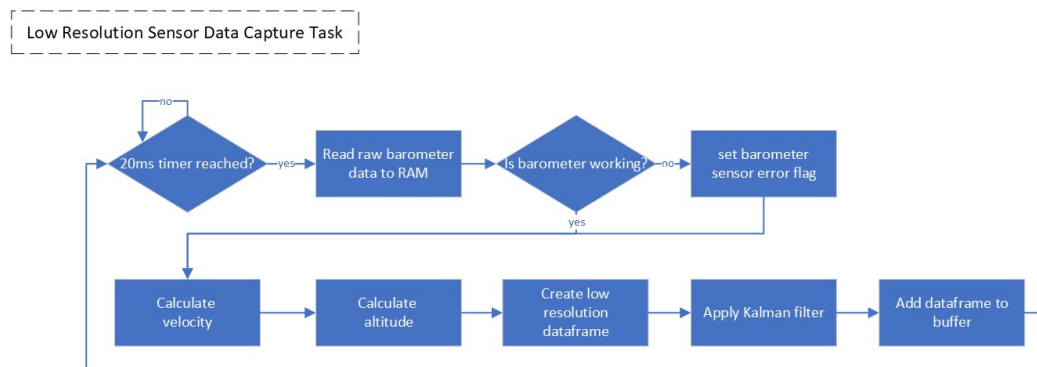 Low Resolution Sensor Data Capture Task
no
20ms timer reached?
yes
Read raw barometer
data to RAM
Is barometer working?
no
set barometer
sensor error flag
yes
Calculate
velocity
Calculate
altitude
Create low
resolution
dataframe
Apply Kalman filter
Add dataframe to
buffer